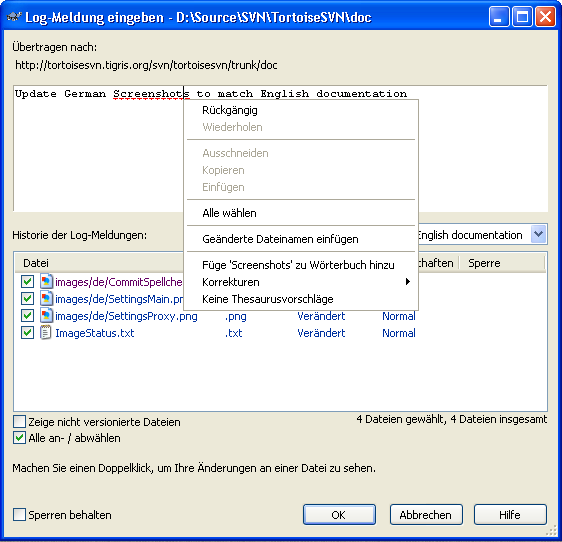 Log-Meldung eingeben - D:\Source\SVN\TortoiseSVN\doc
Übertragen nach:
http://tortoisesvn.tigris.org/svn/tortoisesvn/trunk/doc
Update German Screenshots to match English documentation
Rückgängig
Wiederholen
Ausschneiden
Kopieren
Einfügen
Alle wählen
Geänderte Dateinamen einfügen
Füge 'Screenshots' zu Wörterbuch hinzu
Korrekturen
Keine Thesaurusvorschläge
Historie der Log-Meldungen: English documentation
Datei chaften Sperre
images/de/CommitSpellche
images/de/SettingsMain.pn
images/de/SettingsProxy.png .png Verändert Normal
ImageStatus.txt .txt Verändert Normal
Zeige nicht versionierte Dateien 4 Dateien gewählt, 4 Dateien insgesamt
Alle an- / abwählen
Machen Sie einen Doppelklick, um Ihre Änderungen an einer Datei zu sehen.
Sperren behalten OK Abbrechen Hilfe